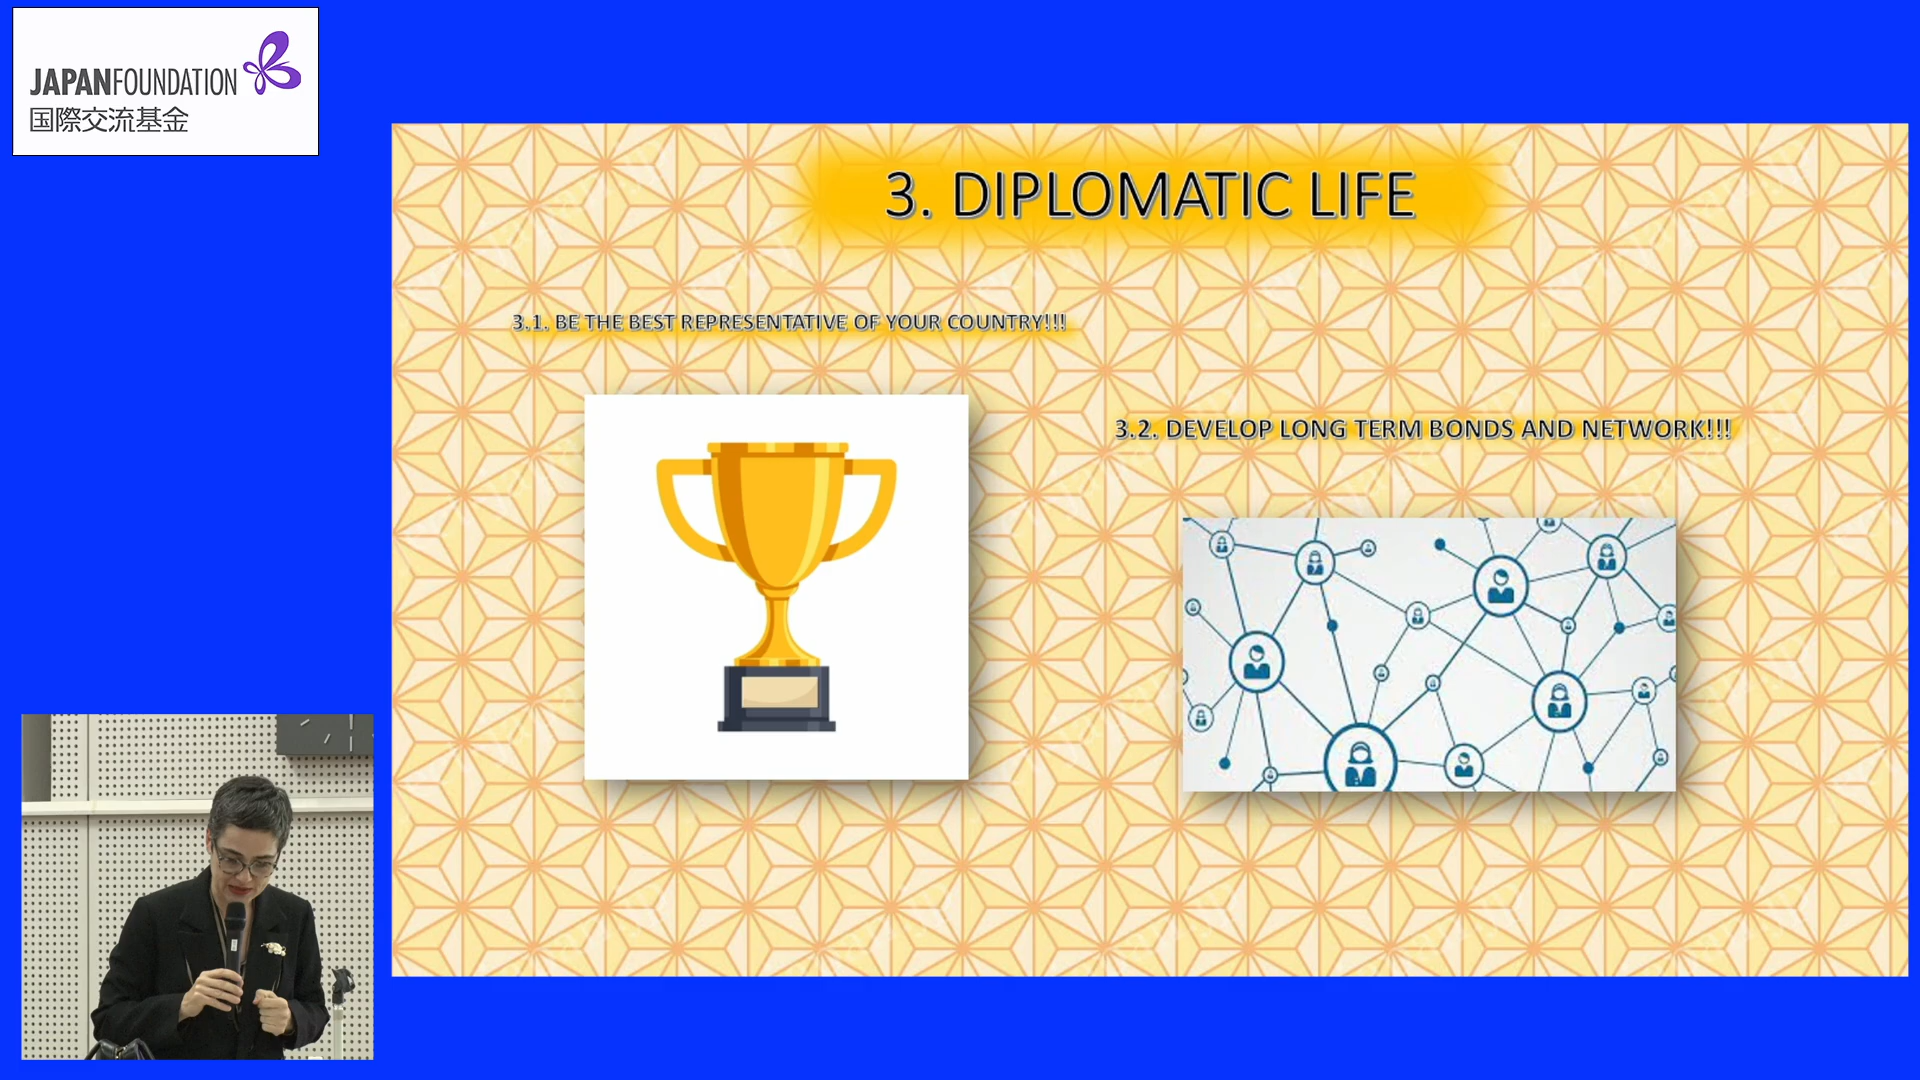 JAPANFOUNDATION
国際交流基金
3. DIPLOMATIC LIFE
3.1. BE THE BEST REPRESENTATIVE OF YOUR COUNTRY!!!
3.2. DEVELOP LONG TERM BONDS AND NETWORK!!!